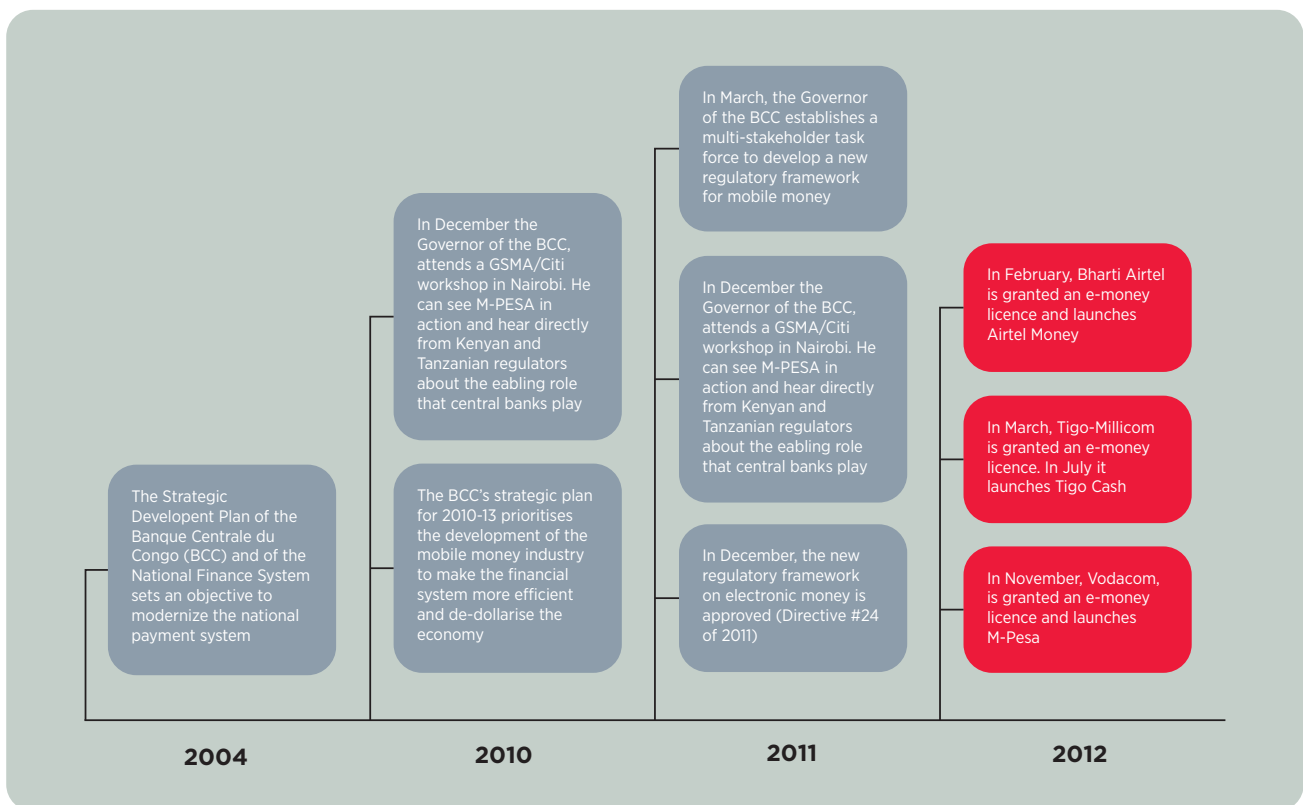 The Strategic
Developent Plan of the
Banque Centrale du
Congo (BCC) and of the
National Finance System
sets an objective to
modernize the national
payment system
In December the
Governor of the BCC,
attends a GSMA/Citi
workshop in Nairobi. He
can see M-PESA in
action and hear directly
from Kenyan and
Tanzanian regulators
about the eabling role
that central banks play
The BCC's strategic plan
for 2010-13 prioritises
the development of the
mobile money industry
to make the financial
system more efficient
and de-dollarise the
economy
In March, the Governor
of the BCC establishes a
multi-stakeholder task
force to develop a new
regulatory framework
for mobile money
In December the
Governor of the BCC,
attends a GSMA/Citi
workshop in Nairobi. He
can see M-PESA in
action and hear directly
from Kenyan and
Tanzanian regulators
about the eabling role
that central banks play
In December, the new
regulatory framework
on electronic money is
approved (Directive #24
of 2011)
In February, Bharti Airtel
is granted an e-money
licence and launches
Airtel Money
In March, Tigo-Millicom
is granted an e-money
licence. In July it
launches Tigo Cash
In November, Vodacom,
is granted an e-money
licence and launches
M-Pesa
2004
2010
2011
2012